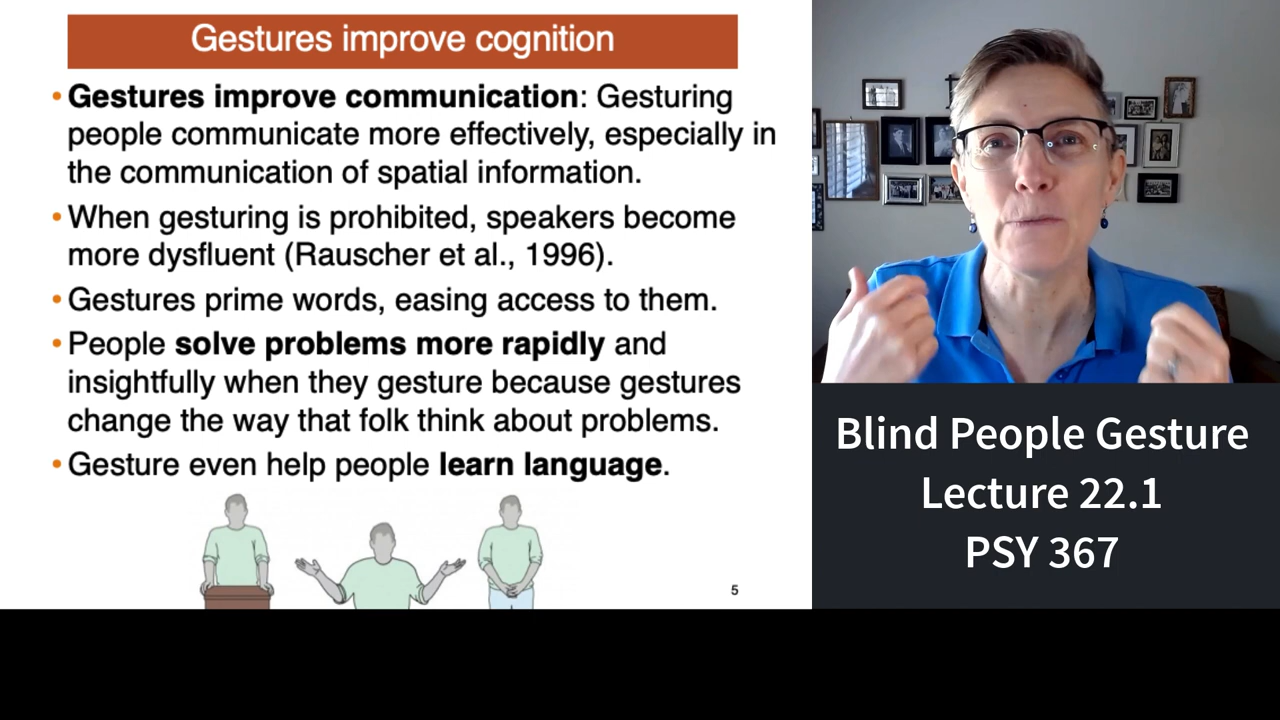 Gestures improve cognition
•Gestures improve communication: Gesturing
people communicate more effectively, especially in
the communication of spatial information.
•When gesturing is prohibited, speakers become
more dysfluent (Rauscher et al., 1996).
•Gestures prime words, easing access to them.
•People solve problems more rapidly and
insightfully when they gesture because gestures
change the way that folk think about problems.
•Gesture even help people learn language.
5
Blind People Gesture
Lecture 22.1
PSY 367